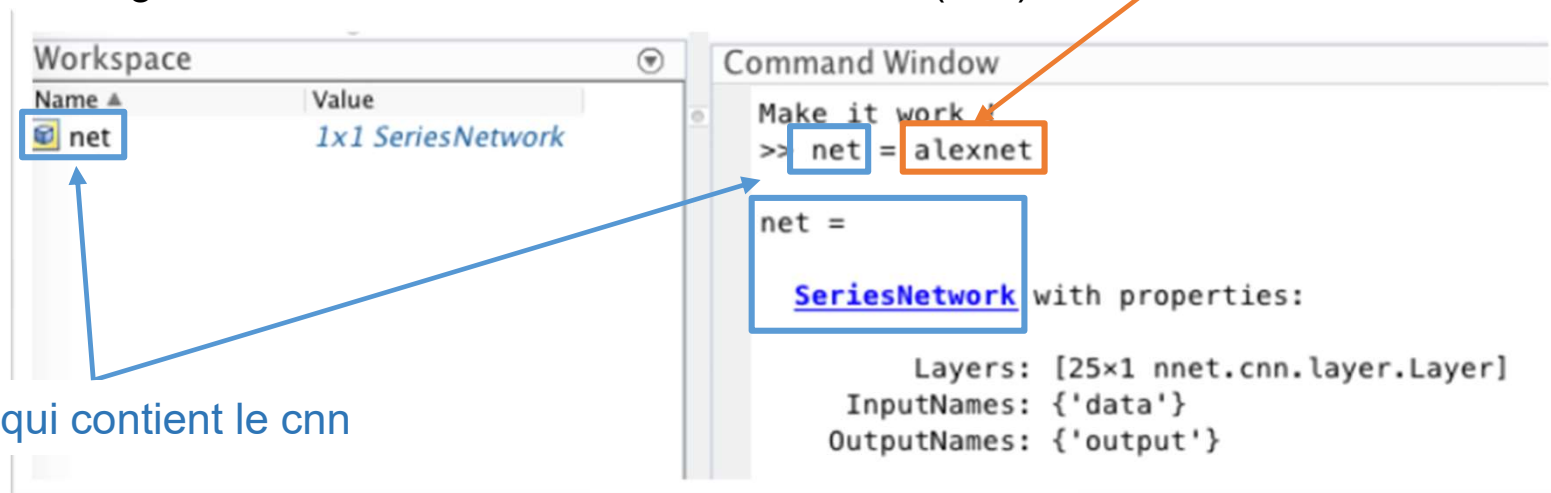 Workspace
Name Value
net 1x1 SeriesNetwork
qui contient le cnn
Command Window
Make it work
>> net = alexnet
net =
SeriesNetwork with properties:
Layers: [25×1 nnet.cnn.layer.Layer]
InputNames: {'data'}
OutputNames: {'output'}